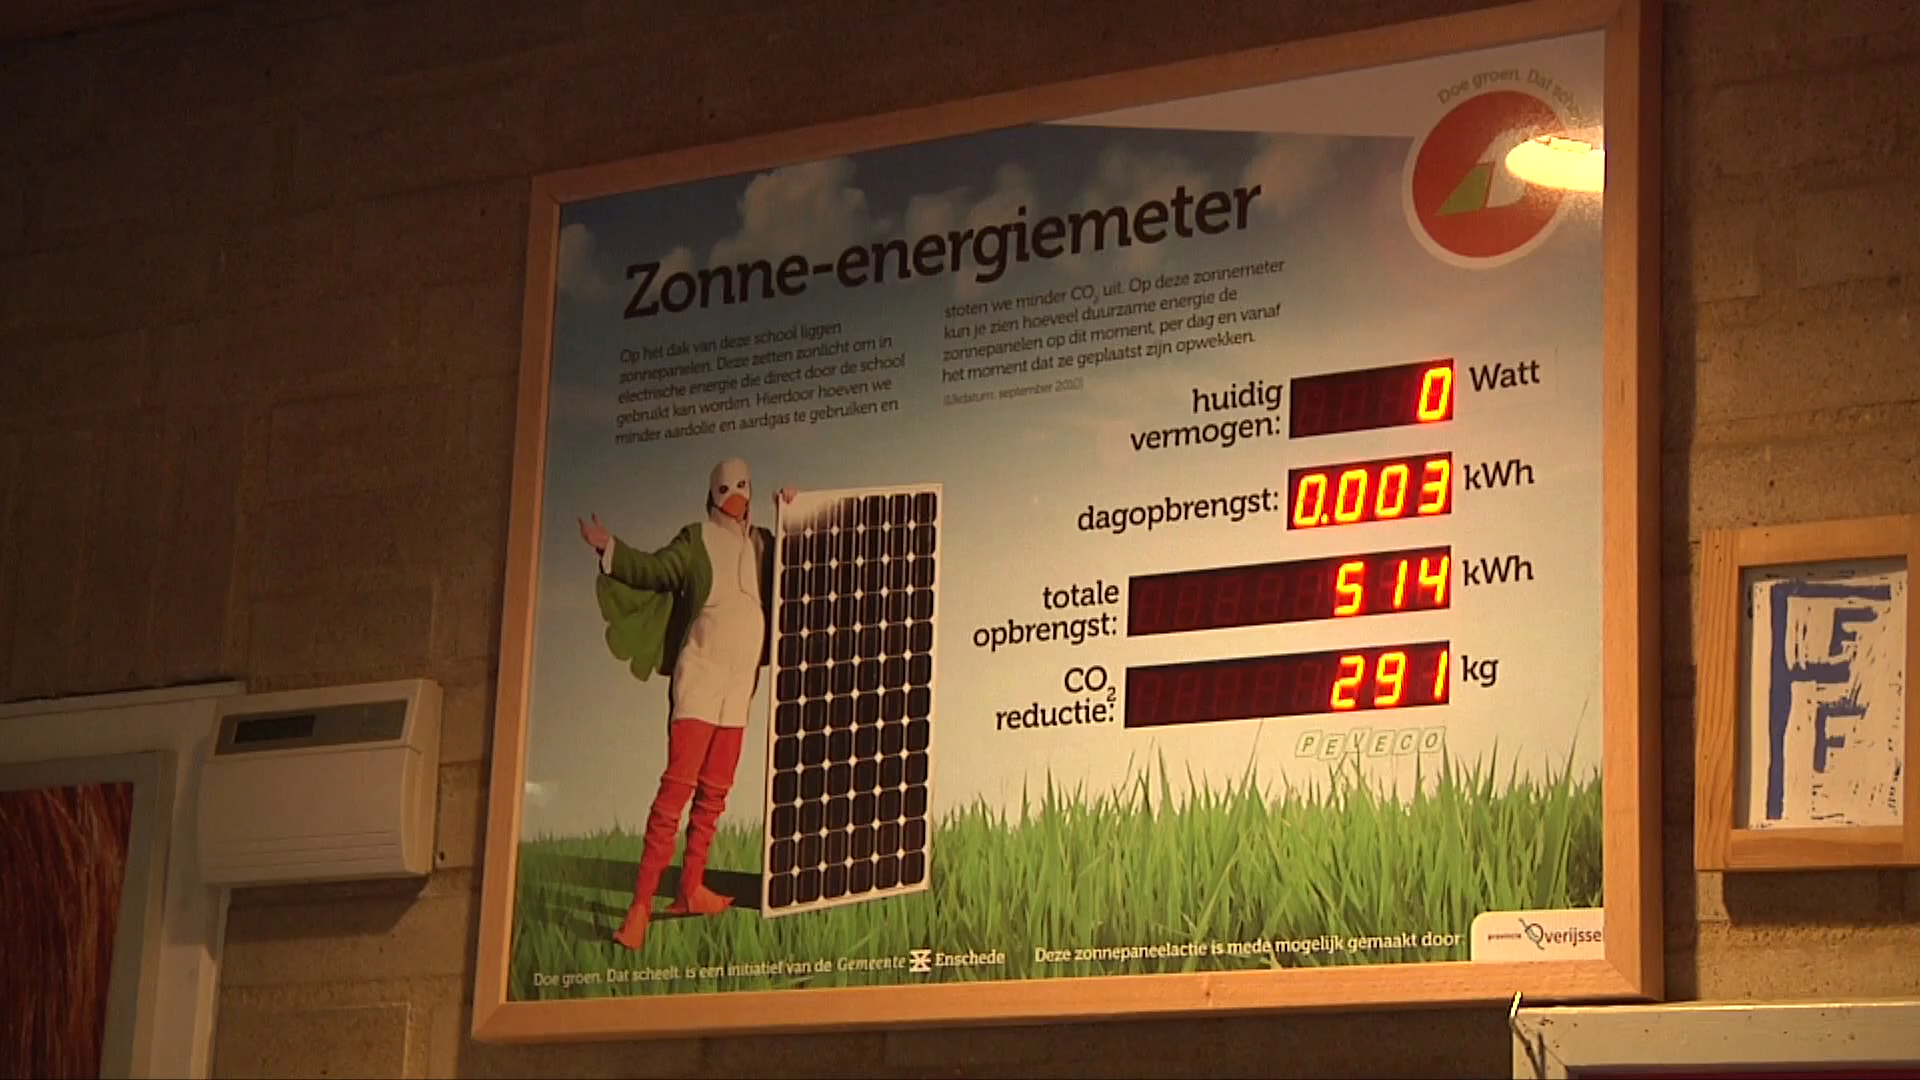 Doe groen. Dat
Zonne-energiemeter
Op het dak van deze school liggen
zonnepanelen. Deze zetten zonlicht om in
electrische energie die direct door de school
gebruikt kan worden. Hierdoor hoeven we
minder aardolie en aardgas te gebruiken en
stoten we minder CO₂ uit. Op deze zonnemeter
kun je zien hoeveel duurzame energie de
zonnepanelen op dit moment, per dag en vanaf
het moment dat ze geplaatst zijn opwekken.
september 2010)
huidig
vermogen: 0 Watt
dagopbrengst: 0.003 kWh
totale
opbrengst: 514 kWh
CO₂
reductie: 291 kg
PEVECO
Doe groen. Dat scheelt. is een initiatief van de Gemeente Enschede
Deze zonnepaneelactie is mede mogelijk gemaakt door:
provincie Overijssel